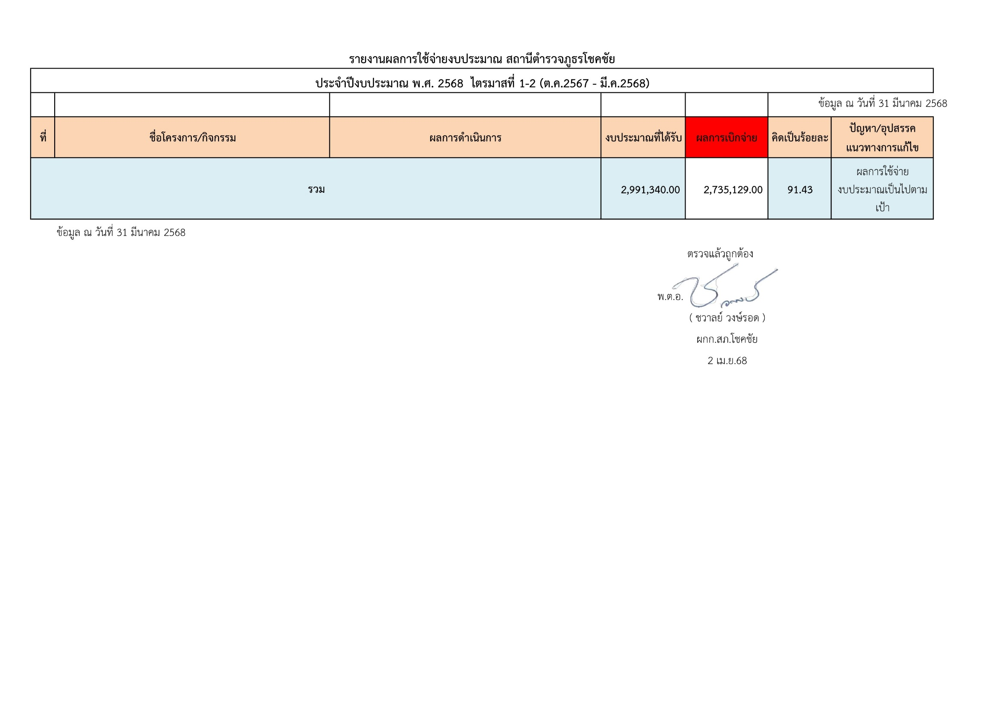 รายงานผลการใช้จ่ายงบประมาณ สถานีตำรวจภูธรโชคชัย
ประจำปีงบประมาณ พ.ศ. 2568 ไตรมาสที่ 1-2 (ต.ค.2567 - มี.ค.2568)
ข้อมูล ณ วันที่ 31 มีนาคม 2568
ที่ ชื่อโครงการ/กิจกรรม ผลการดำเนินการ งบประมาณที่ได้รับ ผลการเบิกจ่าย คิดเป็นร้อยละ ปัญหา/อุปสรรค
แนวทางการแก้ไข
รวม 2,991,340.00 2,735,129.00 91.43 ผลการใช้จ่าย
งบประมาณเป็นไปตาม
เป้า
ข้อมูล ณ วันที่ 31 มีนาคม 2568
ตรวจแล้วถูกต้อง
พ.ต.อ.
( ชวาลย์ วงษ์รอด )
ผกก.สภ.โชคชัย
2 เม.ย.68